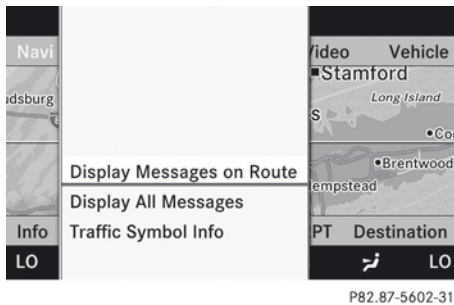 Navi
Video Vehicle
Stamford
Long Island
Display Messages on Route
Brentwood
Display All Messages
Info
Traffic Symbol Info
Destination
LO
LO
P82.87-5602-31